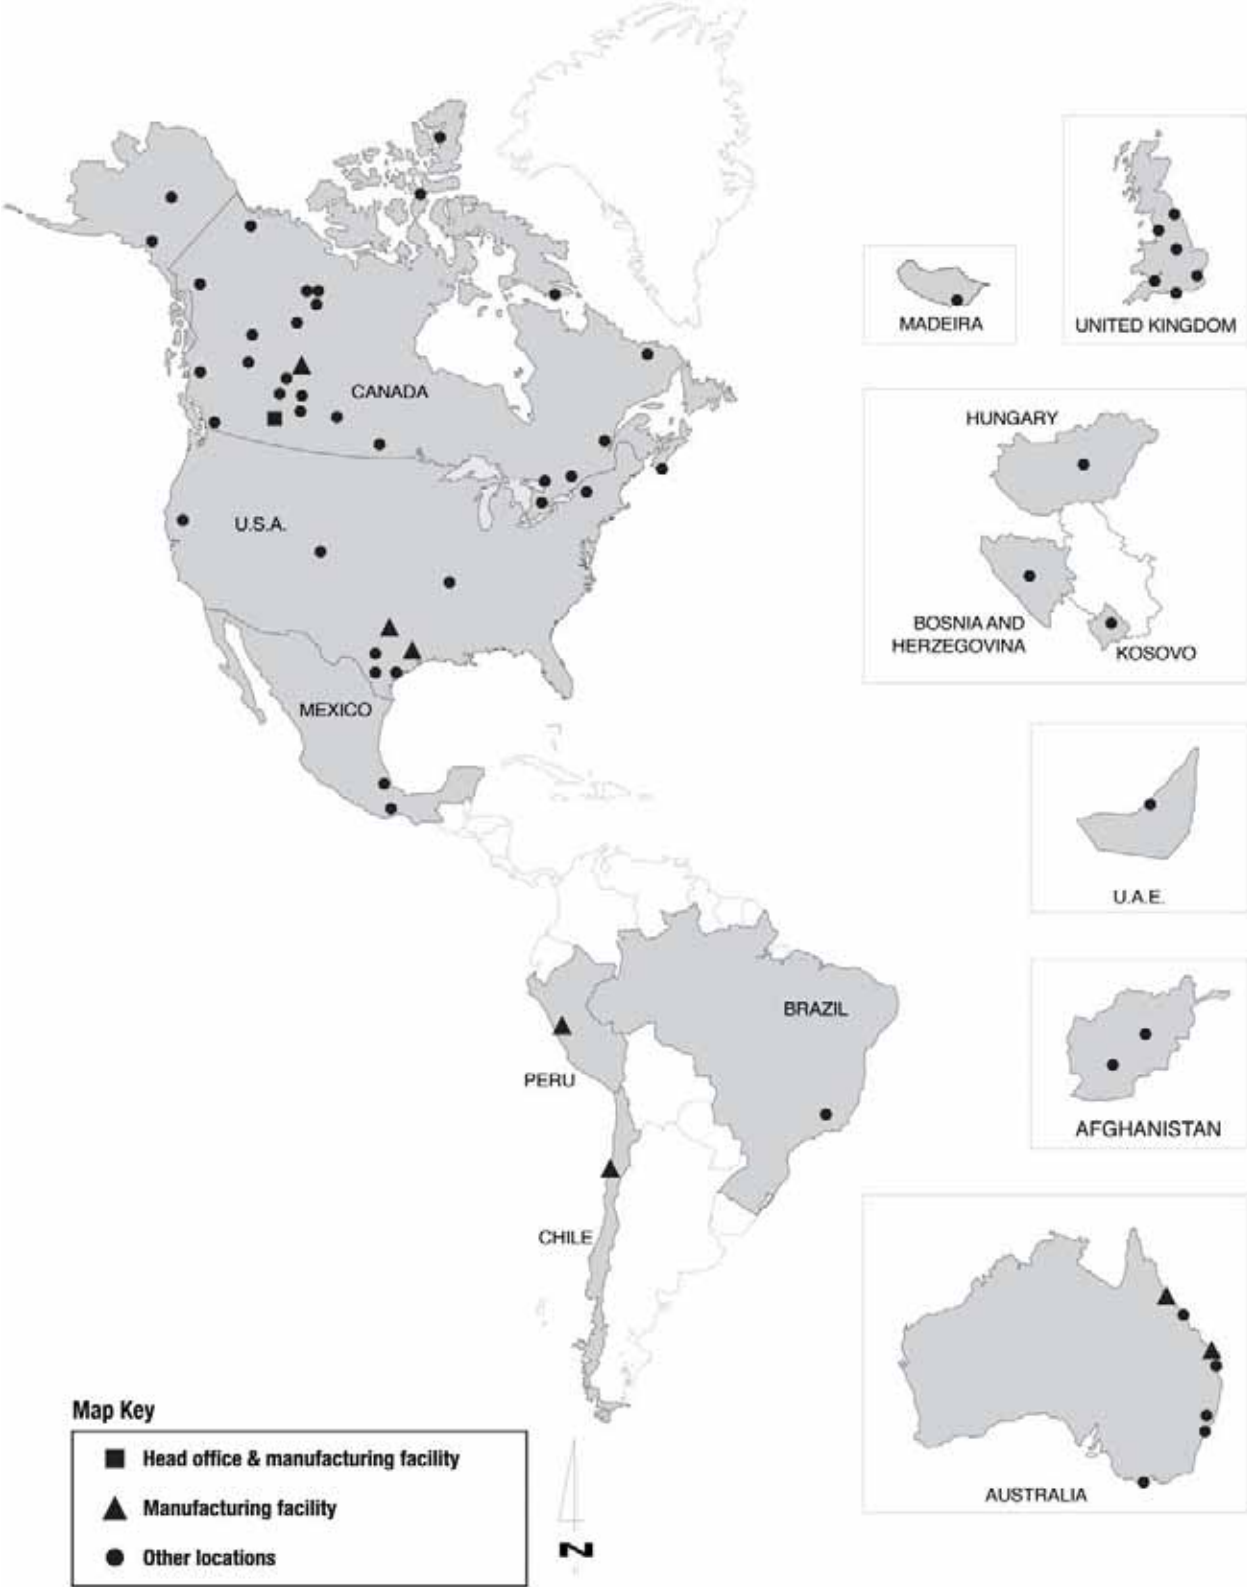 MADEIRA
UNITED KINGDOM
CANADA
HUNGARY
U.S.A.
BOSNIA AND
HERZEGOVINA
KOSOVO
MEXICO
U.A.E.
BRAZIL
PERU
AFGHANISTAN
CHILE
AUSTRALIA
Map Key
Head office & manufacturing facility
Manufacturing facility
Other locations
N